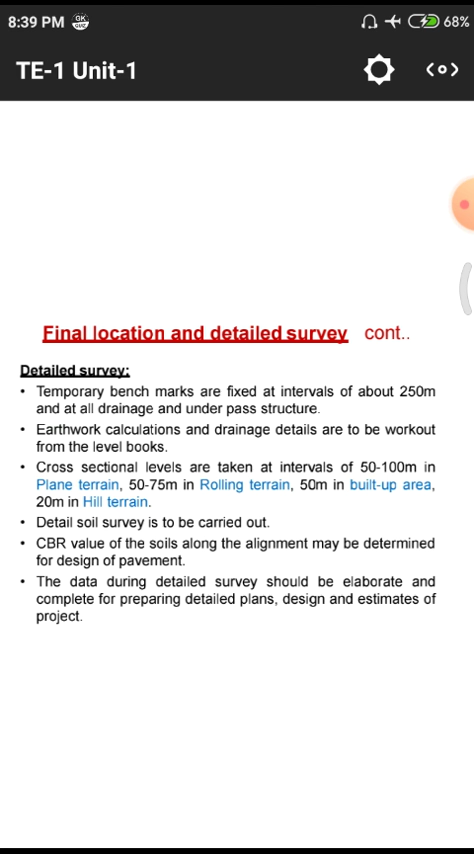 8:39 PM GK 68%
TE-1 Unit-1
Final location and detailed survey cont..
Detailed survey:
• Temporary bench marks are fixed at intervals of about 250m
and at all drainage and under pass structure.
• Earthwork calculations and drainage details are to be workout
from the level books.
• Cross sectional levels are taken at intervals of 50-100m in
Plane terrain, 50-75m in Rolling terrain, 50m in built-up area,
20m in Hill terrain.
• Detail soil survey is to be carried out.
• CBR value of the soils along the alignment may be determined
for design of pavement.
• The data during detailed survey should be elaborate and
complete for preparing detailed plans, design and estimates of
project.